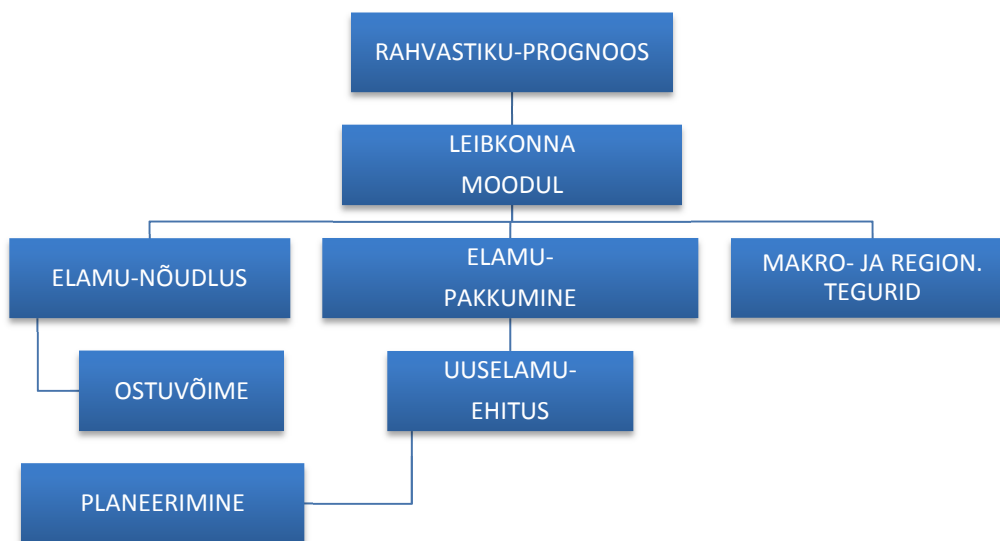 RAHVASTIKU-PROGNOOS
LEIBKONNA
MOODUL
ELAMU-NÕUDLUS
ELAMU-
PAKKUMINE
MAKRO- JA REGION.
TEGURID
OSTUVÕIME
UUSELAMU-
EHITUS
PLANEERIMINE